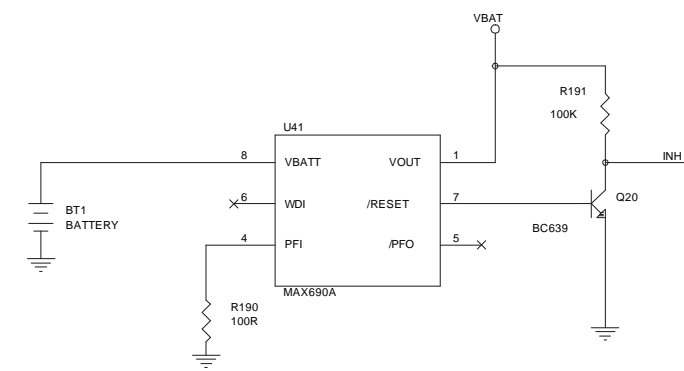 VBAT
R191
100K
INH
U41
8
VBATT
VOUT
1
BT1
BATTERY
6
WDI
/RESET
7
Q20
BC639
4
PFI
/PFO
5
MAX690A
R190
100R